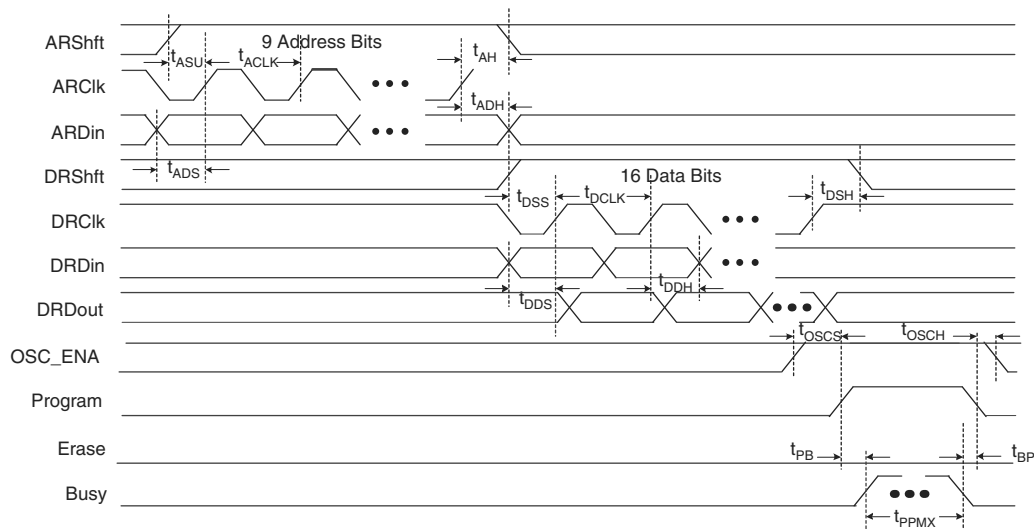 ARShft
9 Address Bits
tASU
tACLK
tAH
ARClk
tADH
ARDin
tADS
DRShft
16 Data Bits
tDSS
tDCLK
tDSH
DRClk
DRDin
tDDS
tDDH
DRDout
tOSCS
tOSCH
OSC_ENA
Program
Erase
tPB
tBP
Busy
tPPMX